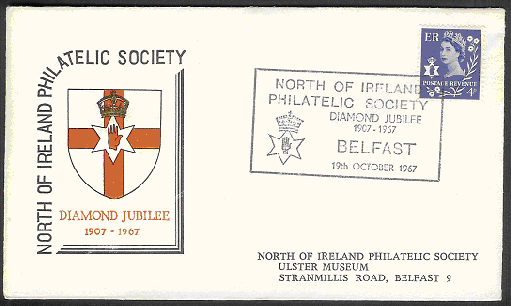 NORTH OF IRELAND PHILATELIC SOCIETY
DIAMOND JUBILEE
1907 - 1967
NORTH OF IRELAND
PHILATELIC SOCIETY
DIAMOND JUBILEE
1907-1967
BELFAST
19th OCTOBER 1967
E R
POSTAGE REVENUE
4D
NORTH OF IRELAND PHILATELIC SOCIETY
ULSTER MUSEUM
STRANMILLIS ROAD, BELFAST 9